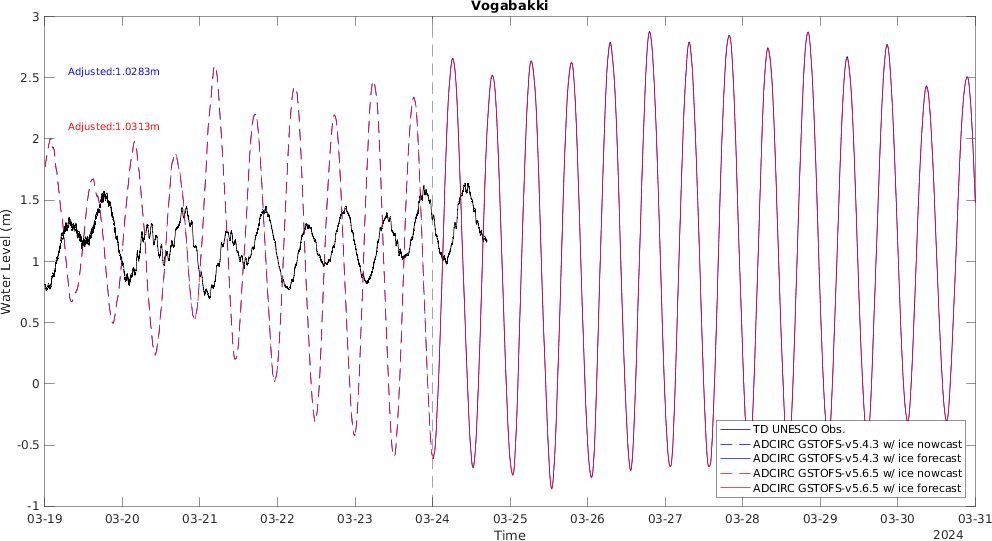 Vogabakki
3
2.5
2
1.5
1
0.5
0
-0.5
-1
Water Level (m)
Adjusted:1.0283m
Adjusted:1.0313m
TD UNESCO Obs.
ADCIRC GSTOFS-v5.4.3 w/ ice nowcast
ADCIRC GSTOFS-v5.4.3 w/ ice forecast
ADCIRC GSTOFS-v5.6.5 w/ ice nowcast
ADCIRC GSTOFS-v5.6.5 w/ ice forecast
03-19 03-20 03-21 03-22 03-23 03-24 03-25 03-26 03-27 03-28 03-29 03-30 03-31
Time
2024